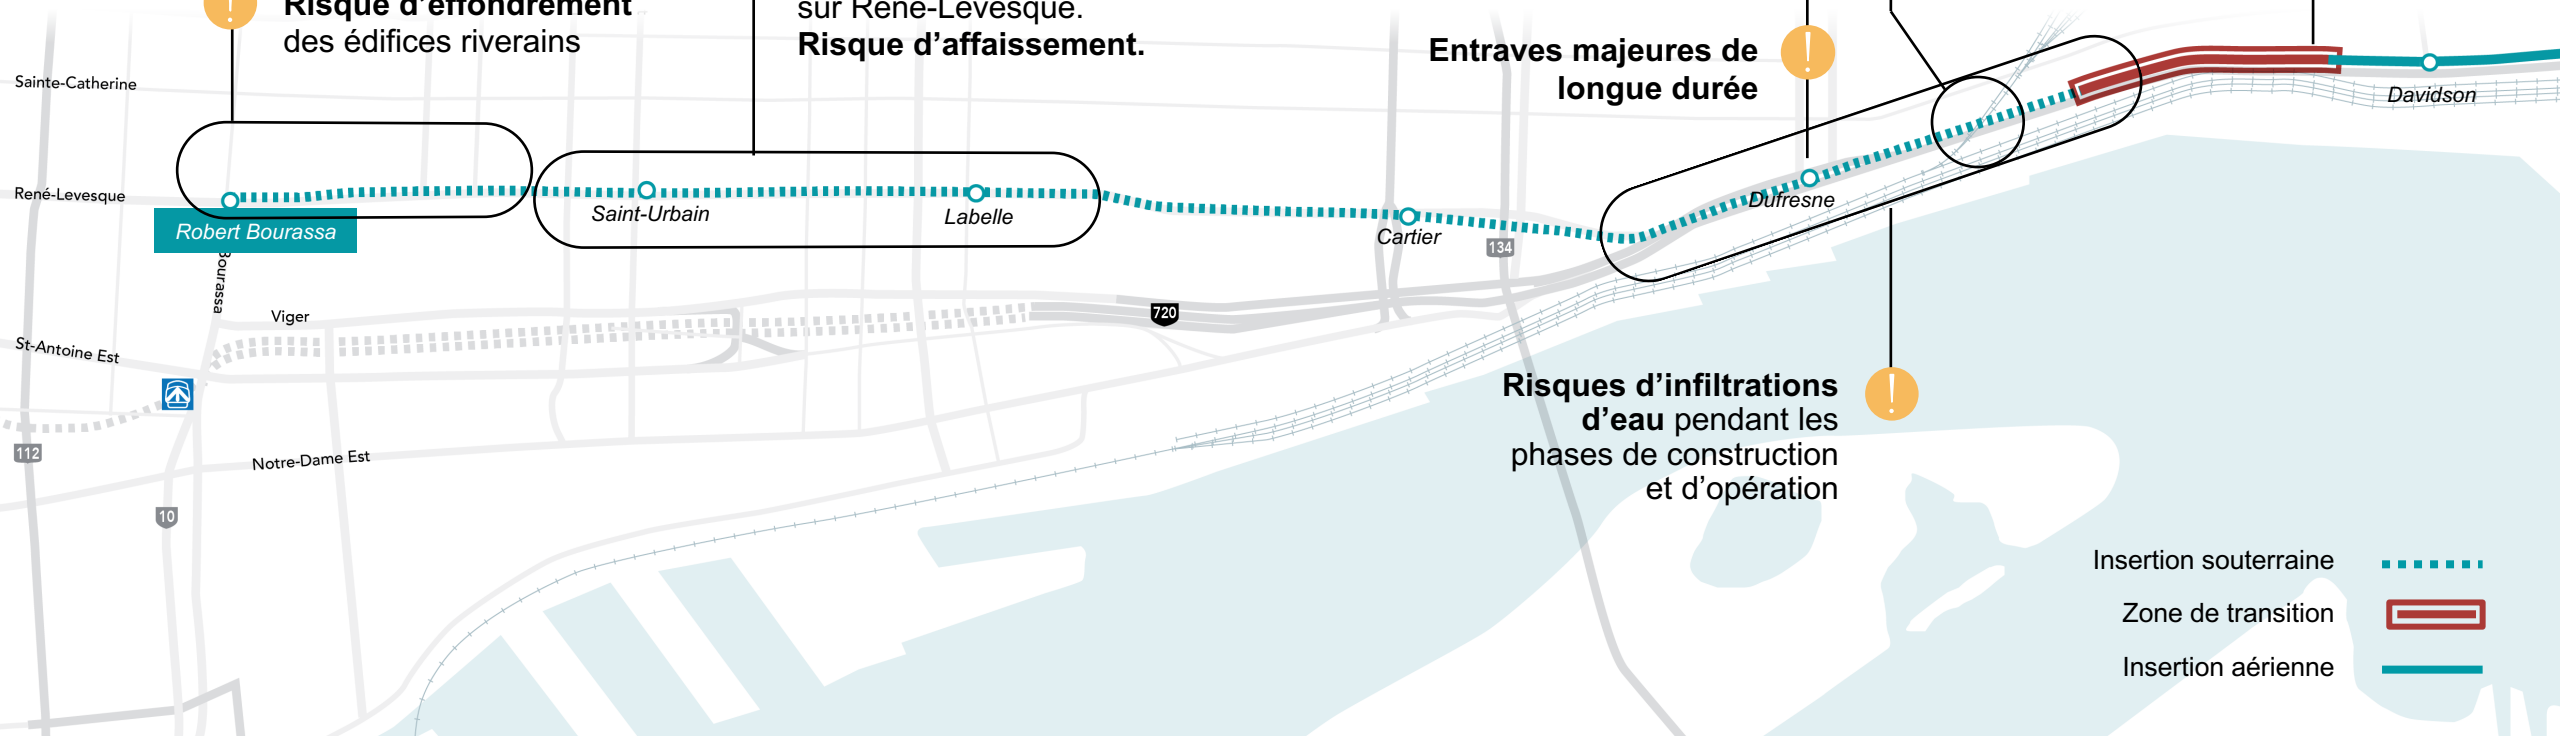 Risque d’effondrement
des édifices riverains
sur René-Lévesque.
Risque d’affaissement.
Entraves majeures de
longue durée
Sainte-Catherine
René-Levesque
Robert Bourassa
Bourassa
Saint-Urbain
Labelle
Cartier
134
Dufresne
Davidson
Viger
720
St-Antoine Est
112
Notre-Dame Est
10
Risques d’infiltrations
d’eau pendant les
phases de construction
et d’opération
Insertion souterraine
Zone de transition
Insertion aérienne